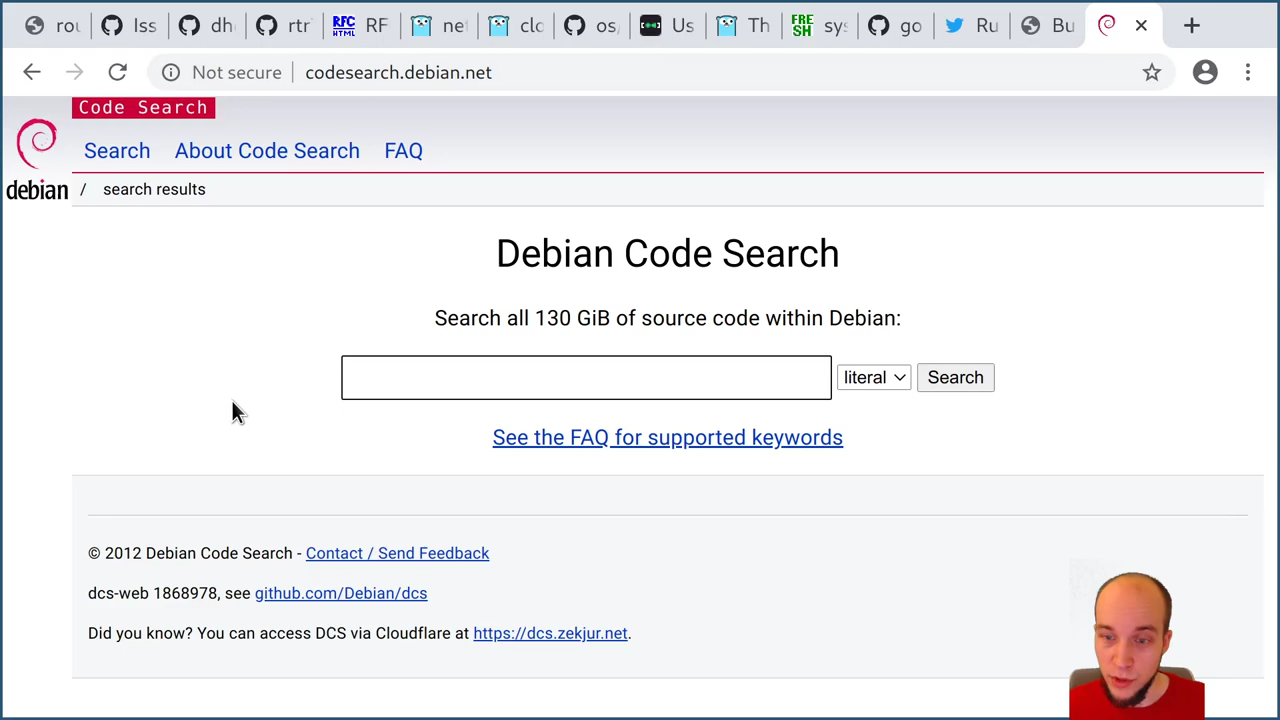 rou
Iss
dh
rtr
RFC
HTML
RF
ne
clo
os/
Us
Th
FRE
SH
sys
go
Ru
Bu
Not secure
codesearch.debian.net
Code Search
Search About Code Search FAQ
debian
/ search results
Debian Code Search
Search all 130 GiB of source code within Debian:
literal
Search
See the FAQ for supported keywords
© 2012 Debian Code Search - Contact / Send Feedback
dcs-web 1868978, see github.com/Debian/dcs
Did you know? You can access DCS via Cloudflare at https://dcs.zekjur.net.